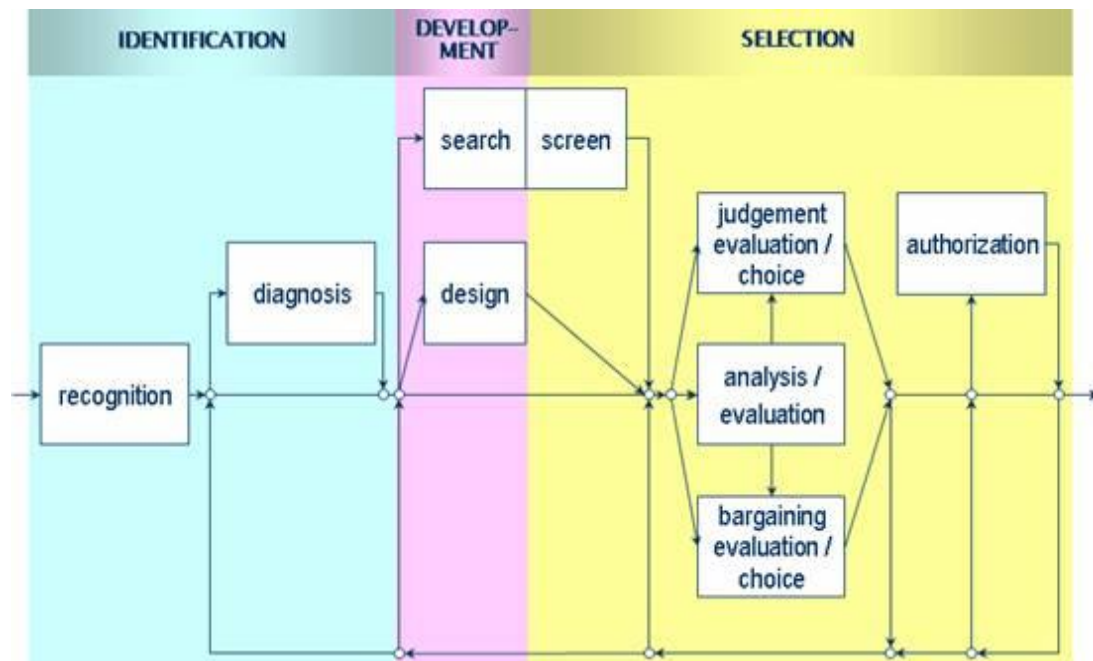 IDENTIFICATION
DEVELOP-
MENT
SELECTION
search
screen
judgement
evaluation /
choice
authorization
diagnosis
design
recognition
analysis /
evaluation
bargaining
evaluation /
choice